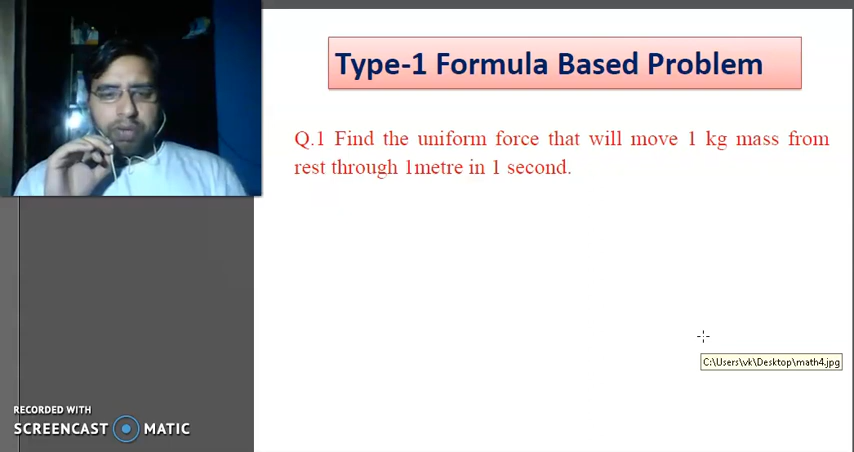 Type-1 Formula Based Problem
Q.1 Find the uniform force that will move 1 kg mass from
rest through 1metre in 1 second.
C:\Users\vk\Desktop\math4.jpg
RECORDED WITH
SCREENCAST MATIC